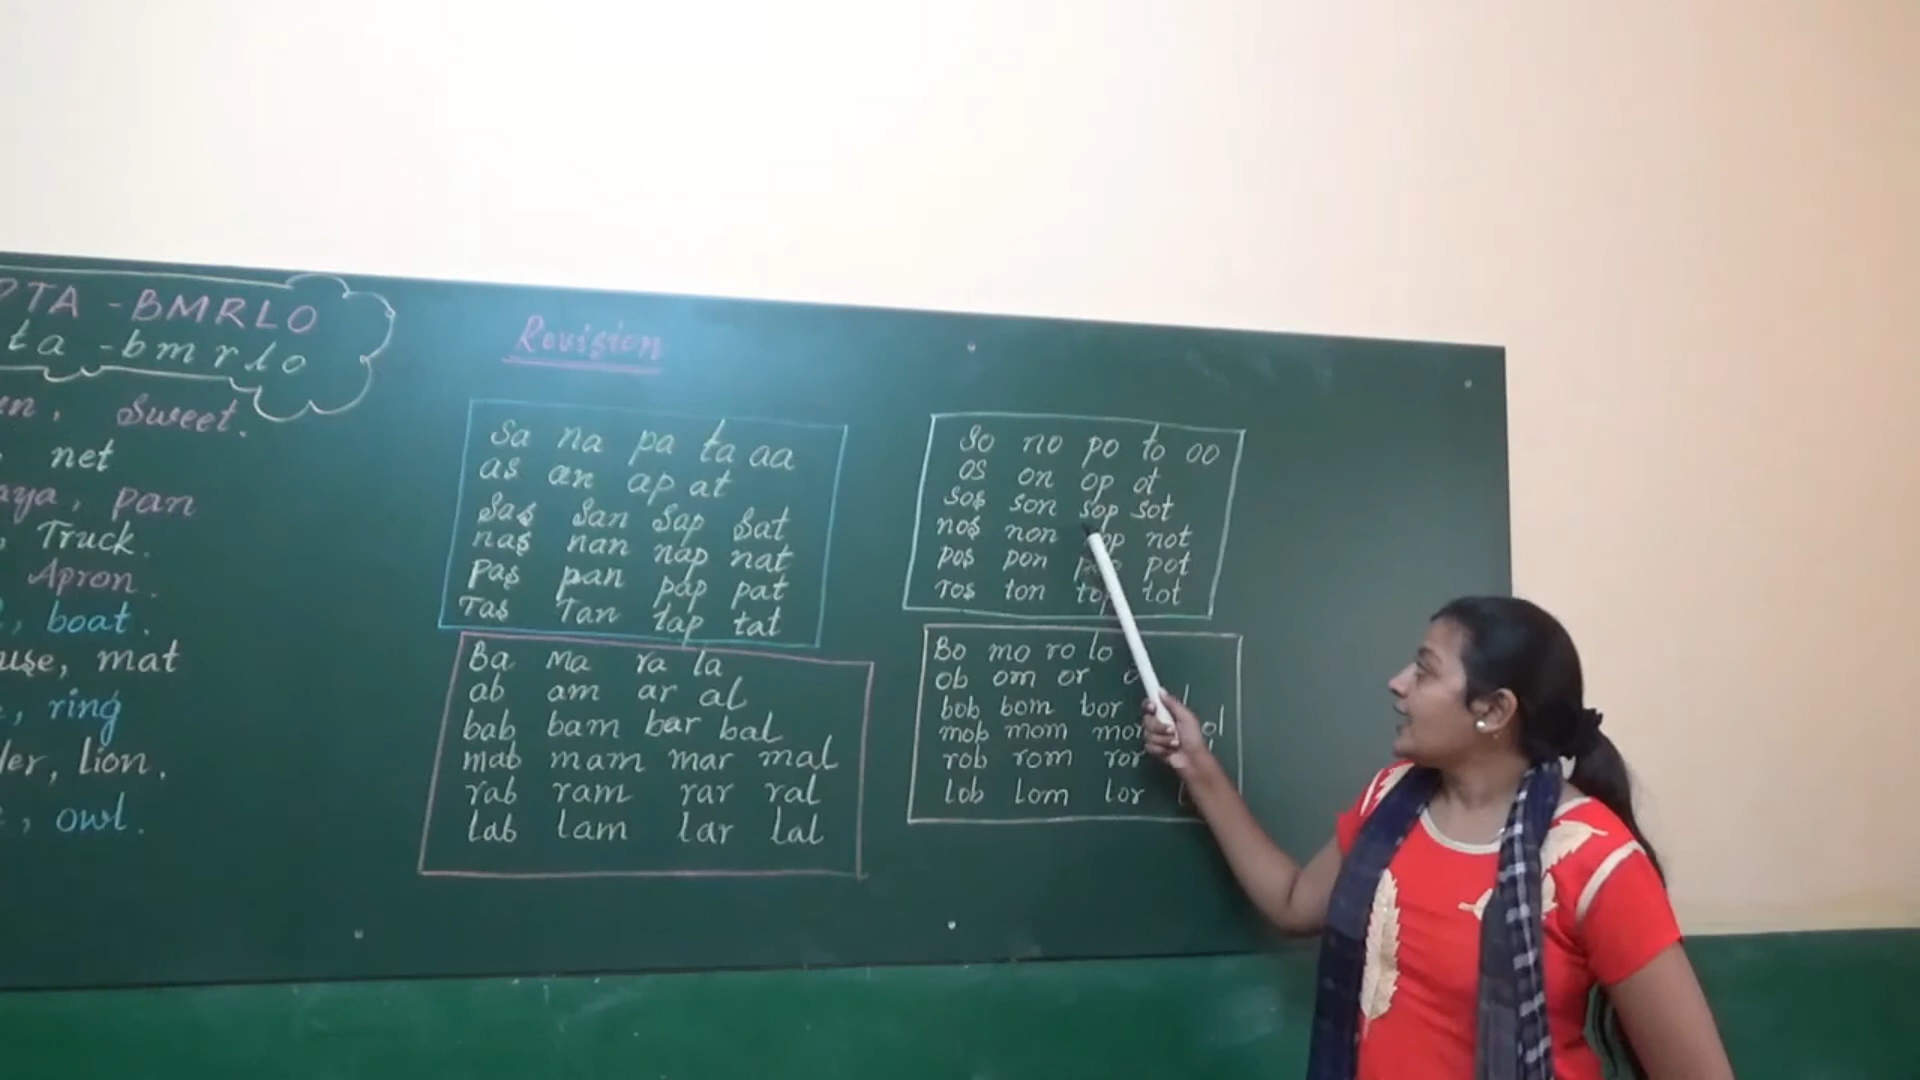 PTA - BMRLO
ta - bmrlo
Sweet.
net
pan
Truck.
Apron.
boat.
mat
ring
lion.
owl.
Revision
Sa na pa ta aa
as an ap at
Sas San Sap Sat
nas nan nap nat
pas pan pap pat
Tas Tan tap tat
Ba Ma ra la
ab am ar al
bab bam bar bal
mab mam mar mal
rab ram rar ral
lab lam lar lal
So no po to oo
os on op ot
sos son sop sot
nos non not
pos pon pot
Tos ton top tot
Bo mo ro lo
ob om or
bob bom bor
mob mom mor
rob rom ror
lob lom lor